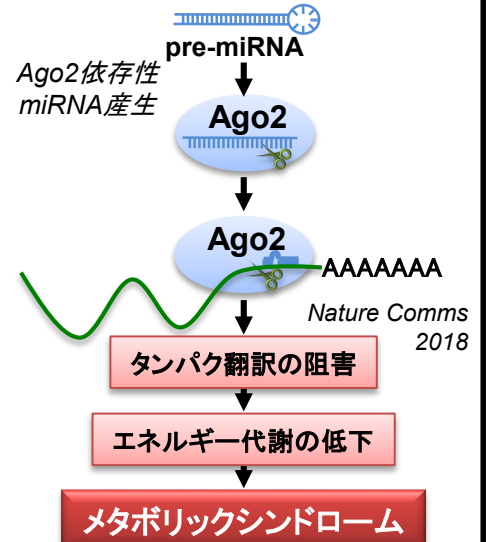 pre-miRNA
Ago2依存性
miRNA産生
Ago2
Ago2
AAAAAAA
Nature Comms
2018
タンパク翻訳の阻害
エネルギー代謝の低下
メタボリックシンドローム